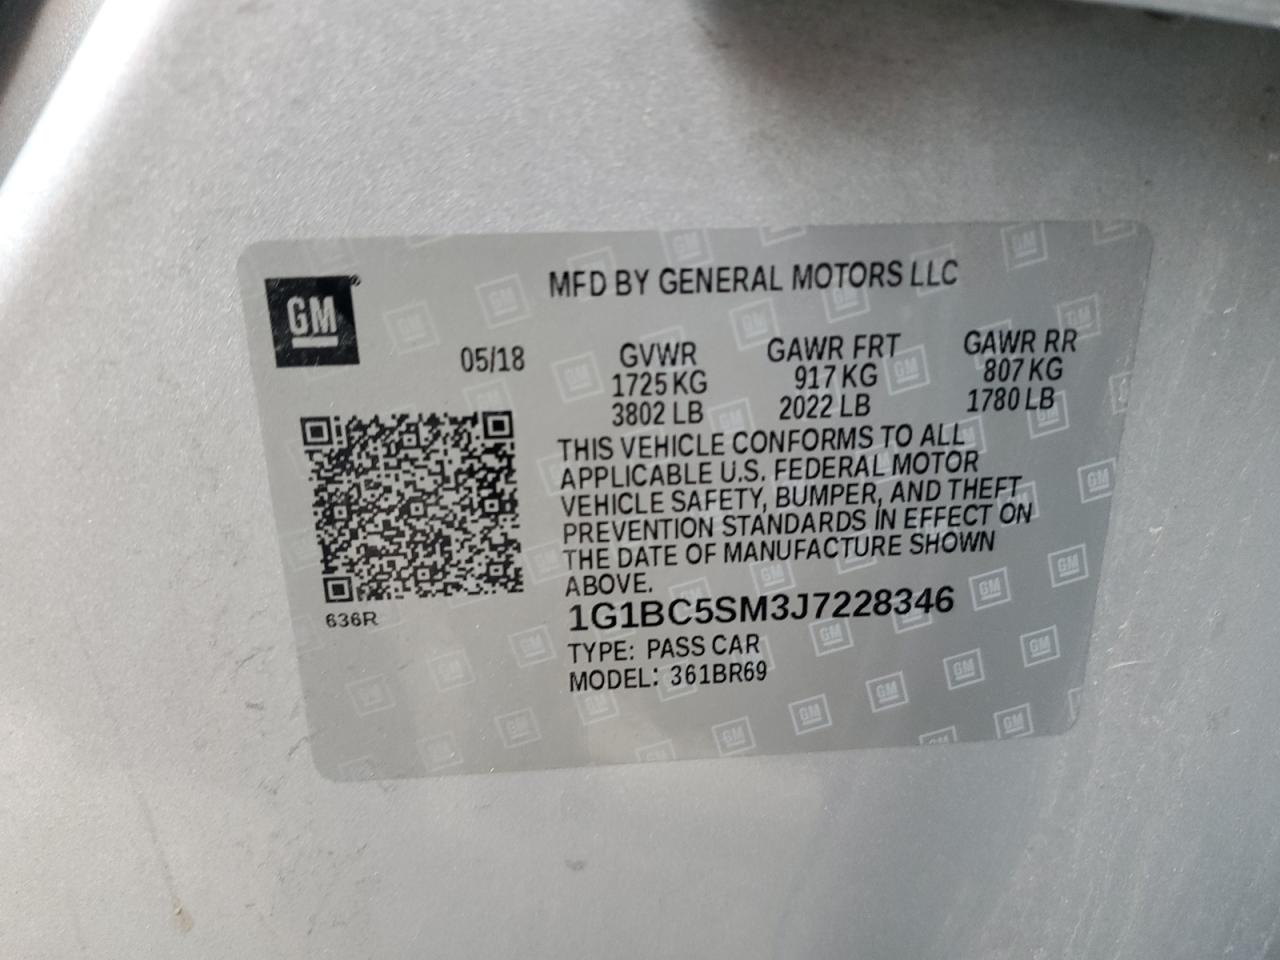 GM
MFD BY GENERAL MOTORS LLC
05/18
GVWR GAWR FRT GAWR RR
1725 KG 917 KG 807 KG
3802 LB 2022 LB 1780 LB
THIS VEHICLE CONFORMS TO ALL
APPLICABLE U.S. FEDERAL MOTOR
VEHICLE SAFETY, BUMPER, AND THEFT
PREVENTION STANDARDS IN EFFECT ON
THE DATE OF MANUFACTURE SHOWN
ABOVE.
636R
1G1BC5SM3J7228346
TYPE: PASS CAR
MODEL: 361BR69